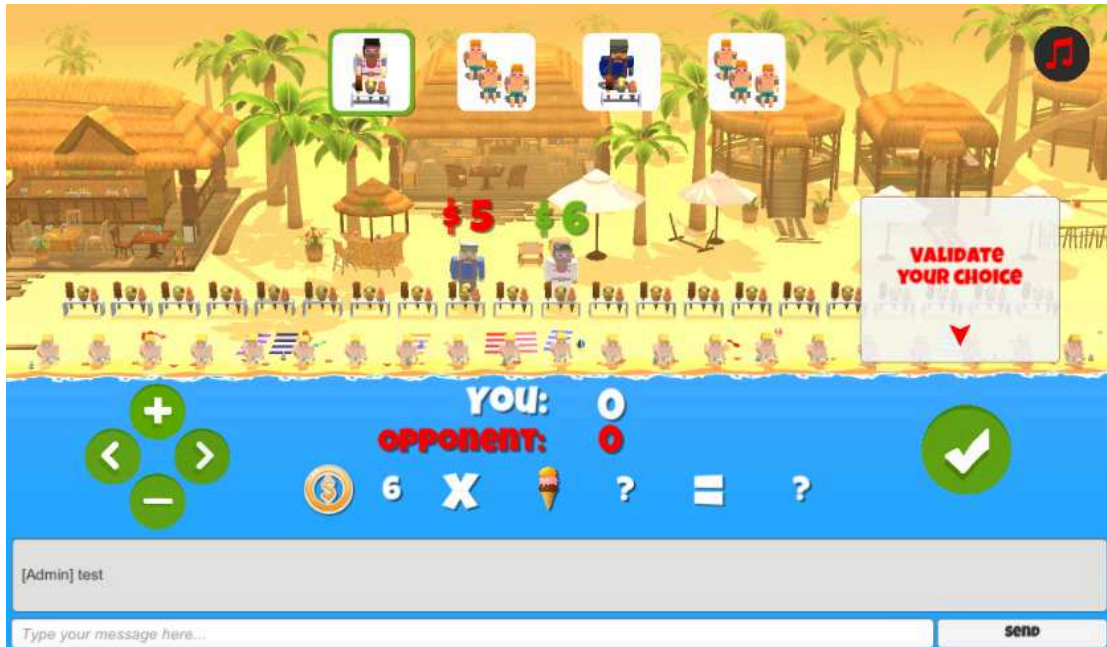 $5 $6
VALIDATE
YOUR CHOICE
YOU: 0
OPPONENT: 0
$ 6 X ? = ?
[Admin] test
Type your message here...
send